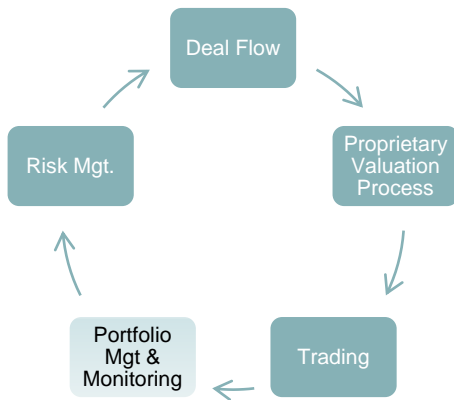 Deal Flow
Proprietary
Valuation
Process
Trading
Portfolio
Mgt &
Monitoring
Risk Mgt.